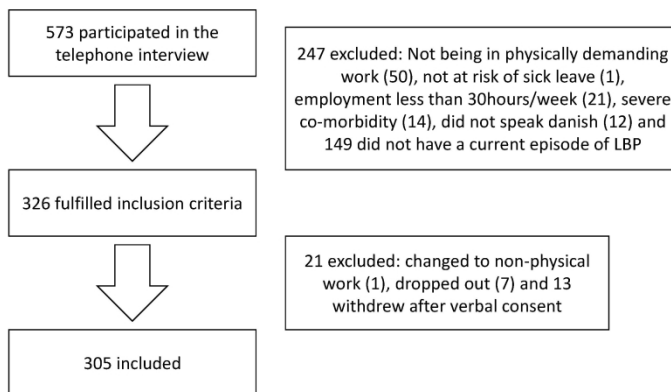 573 participated in the
telephone interview
247 excluded: Not being in physically demanding
work (50), not at risk of sick leave (1),
employment less than 30hours/week (21), severe
co-morbidity (14), did not speak danish (12) and
149 did not have a current episode of LBP
326 fulfilled inclusion criteria
21 excluded: changed to non-physical
work (1), dropped out (7) and 13
withdrew after verbal consent
305 included